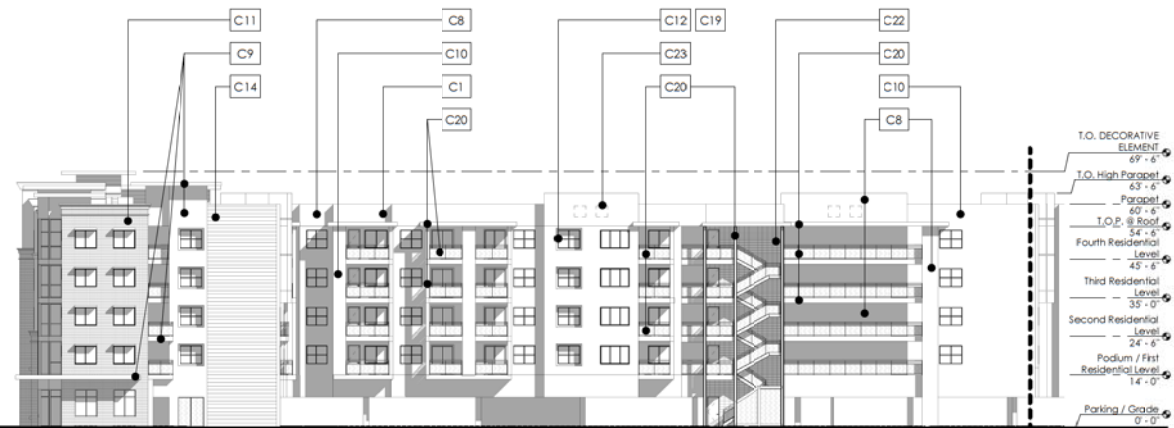 C11
C8
C12
C19
C22
C9
C10
C23
C20
C14
C1
C20
C10
C20
C8
T.O. DECORATIVE
ELEMENT
69' - 6"
T.O. High Parapet
63' - 6"
Parapet
60' - 6"
T.O.P. @ Roof
54' - 6"
Fourth Residential
Level
45' - 6"
Third Residential
Level
35' - 0"
Second Residential
Level
24' - 6"
Podium / First
Residential Level
14' - 0"
Parking / Grade
0' - 0"